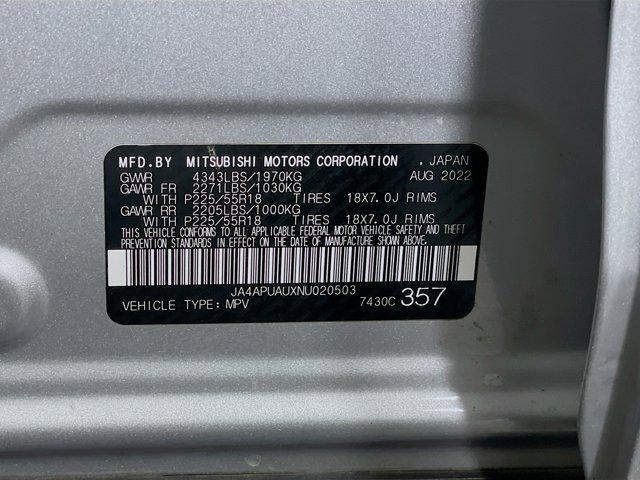 MFD.BY MITSUBISHI MOTORS CORPORATION . JAPAN
GVWR 4343LBS/1970KG AUG 2022
GAWR FR 2271LBS/1030KG
WITH P225/55R18 TIRES 18X7.0J RIMS
GAWR RR 2205LBS/1000KG
WITH P225/55R18 TIRES 18X7.0J RIMS
THIS VEHICLE CONFORMS TO ALL APPLICABLE FEDERAL MOTOR VEHICLE SAFETY AND THEFT
PREVENTION STANDARDS IN EFFECT ON THE DATE OF MANUFACTURE SHOWN ABOVE.
JA4APUAUXNU020503
VEHICLE TYPE: MPV 7430C 357